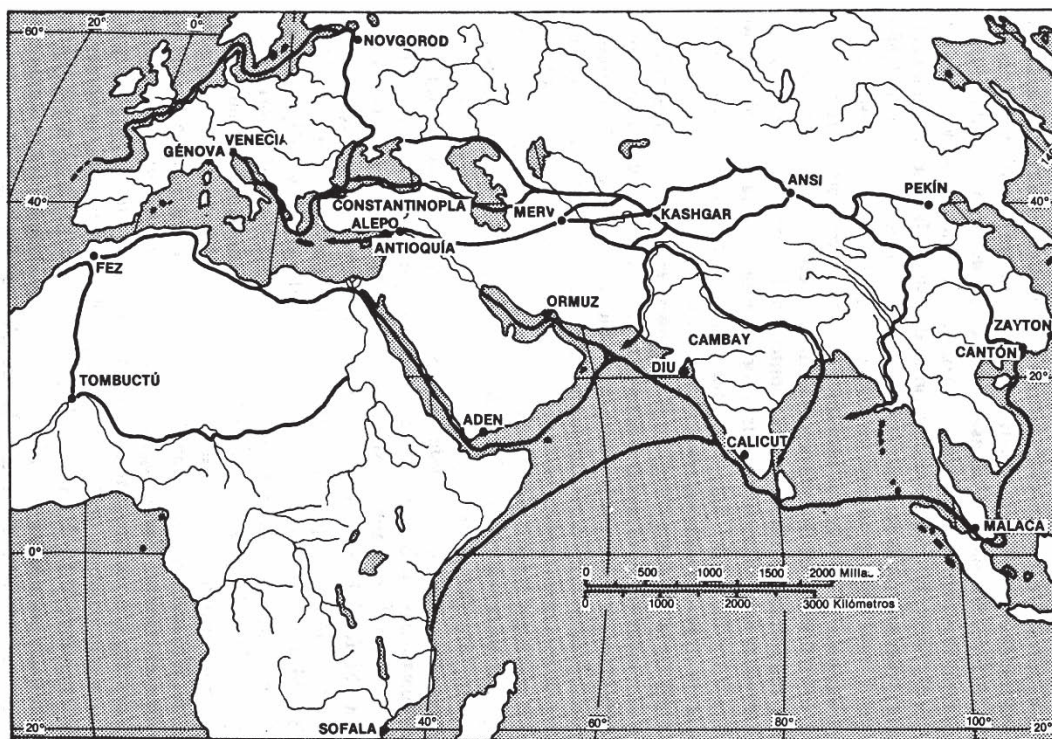 20°
0°
60°
NOVGOROD
VENECIA
GÉNOVA
ANSI
PEKÍN
40°
CONSTANTINOPLA
MERV
KASHGAR
40°
ALEPO
ANTIOQUÍA
FEZ
ORMUZ
ZAYTON
CAMBAY
CANTÓN
DIU
TOMBUCTÚ
20°
ADEN
CALICUT
MALACA
0°
0 500 1000 1500 2000
0 1000 2000 3000 Kilómetros
SOFALA
20°
40°
60°
80°
100°
20°